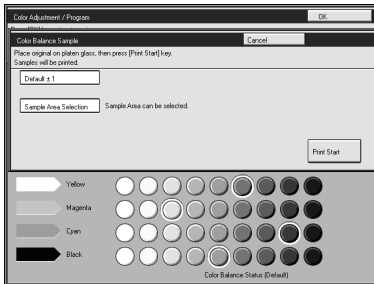 Color Adjustment / Program
OK
Color Balance Sample
Cancel
Place original on platen glass, then press [Print Start] key.
Samples will be printed.
Default ± 1
Sample Area Selection
Sample Area can be selected.
Print Start
Yellow
Magenta
Cyan
Black
Color Balance Status (Default)